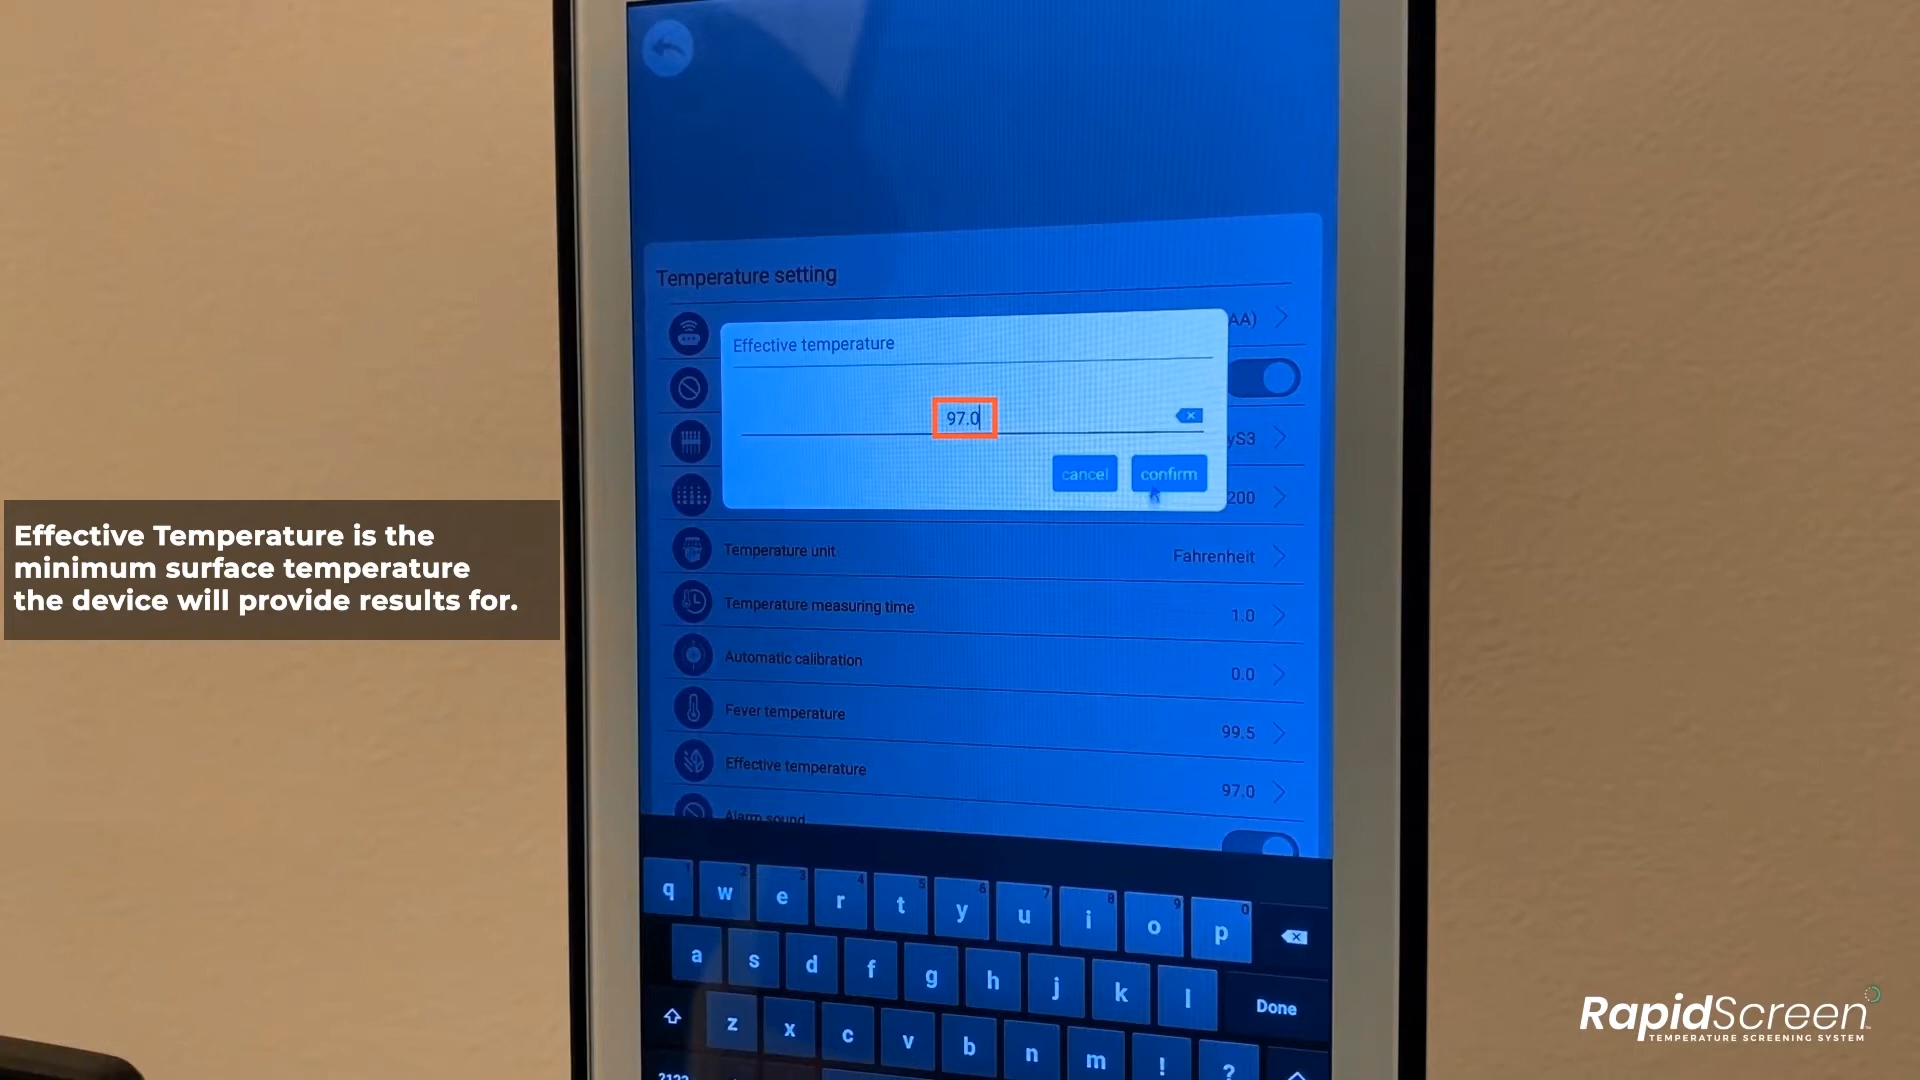 Temperature setting
AA)
Effective temperature
97.0
yS3
cancel
confirm
200
Effective Temperature is the
minimum surface temperature
the device will provide results for.
Temperature unit
Fahrenheit
Temperature measuring time
1.0
Automatic calibration
0.0
Fever temperature
99.5
Effective temperature
97.0
Alarm sound
q w e r t y u i o p
a s d f g h j k l Done
z x c v b n m ! ?
RapidScreen
TEMPERATURE SCREENING SYSTEM